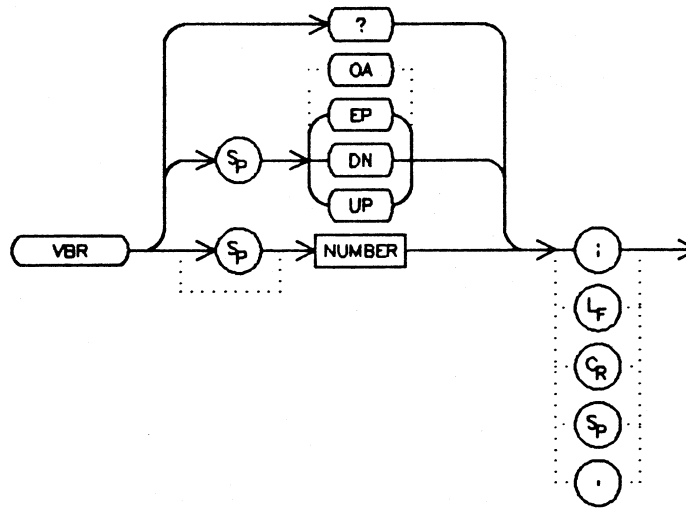 ?
OA
EP
SP
DN
UP
VBR
SP
NUMBER
;
LF
CR
SP
,